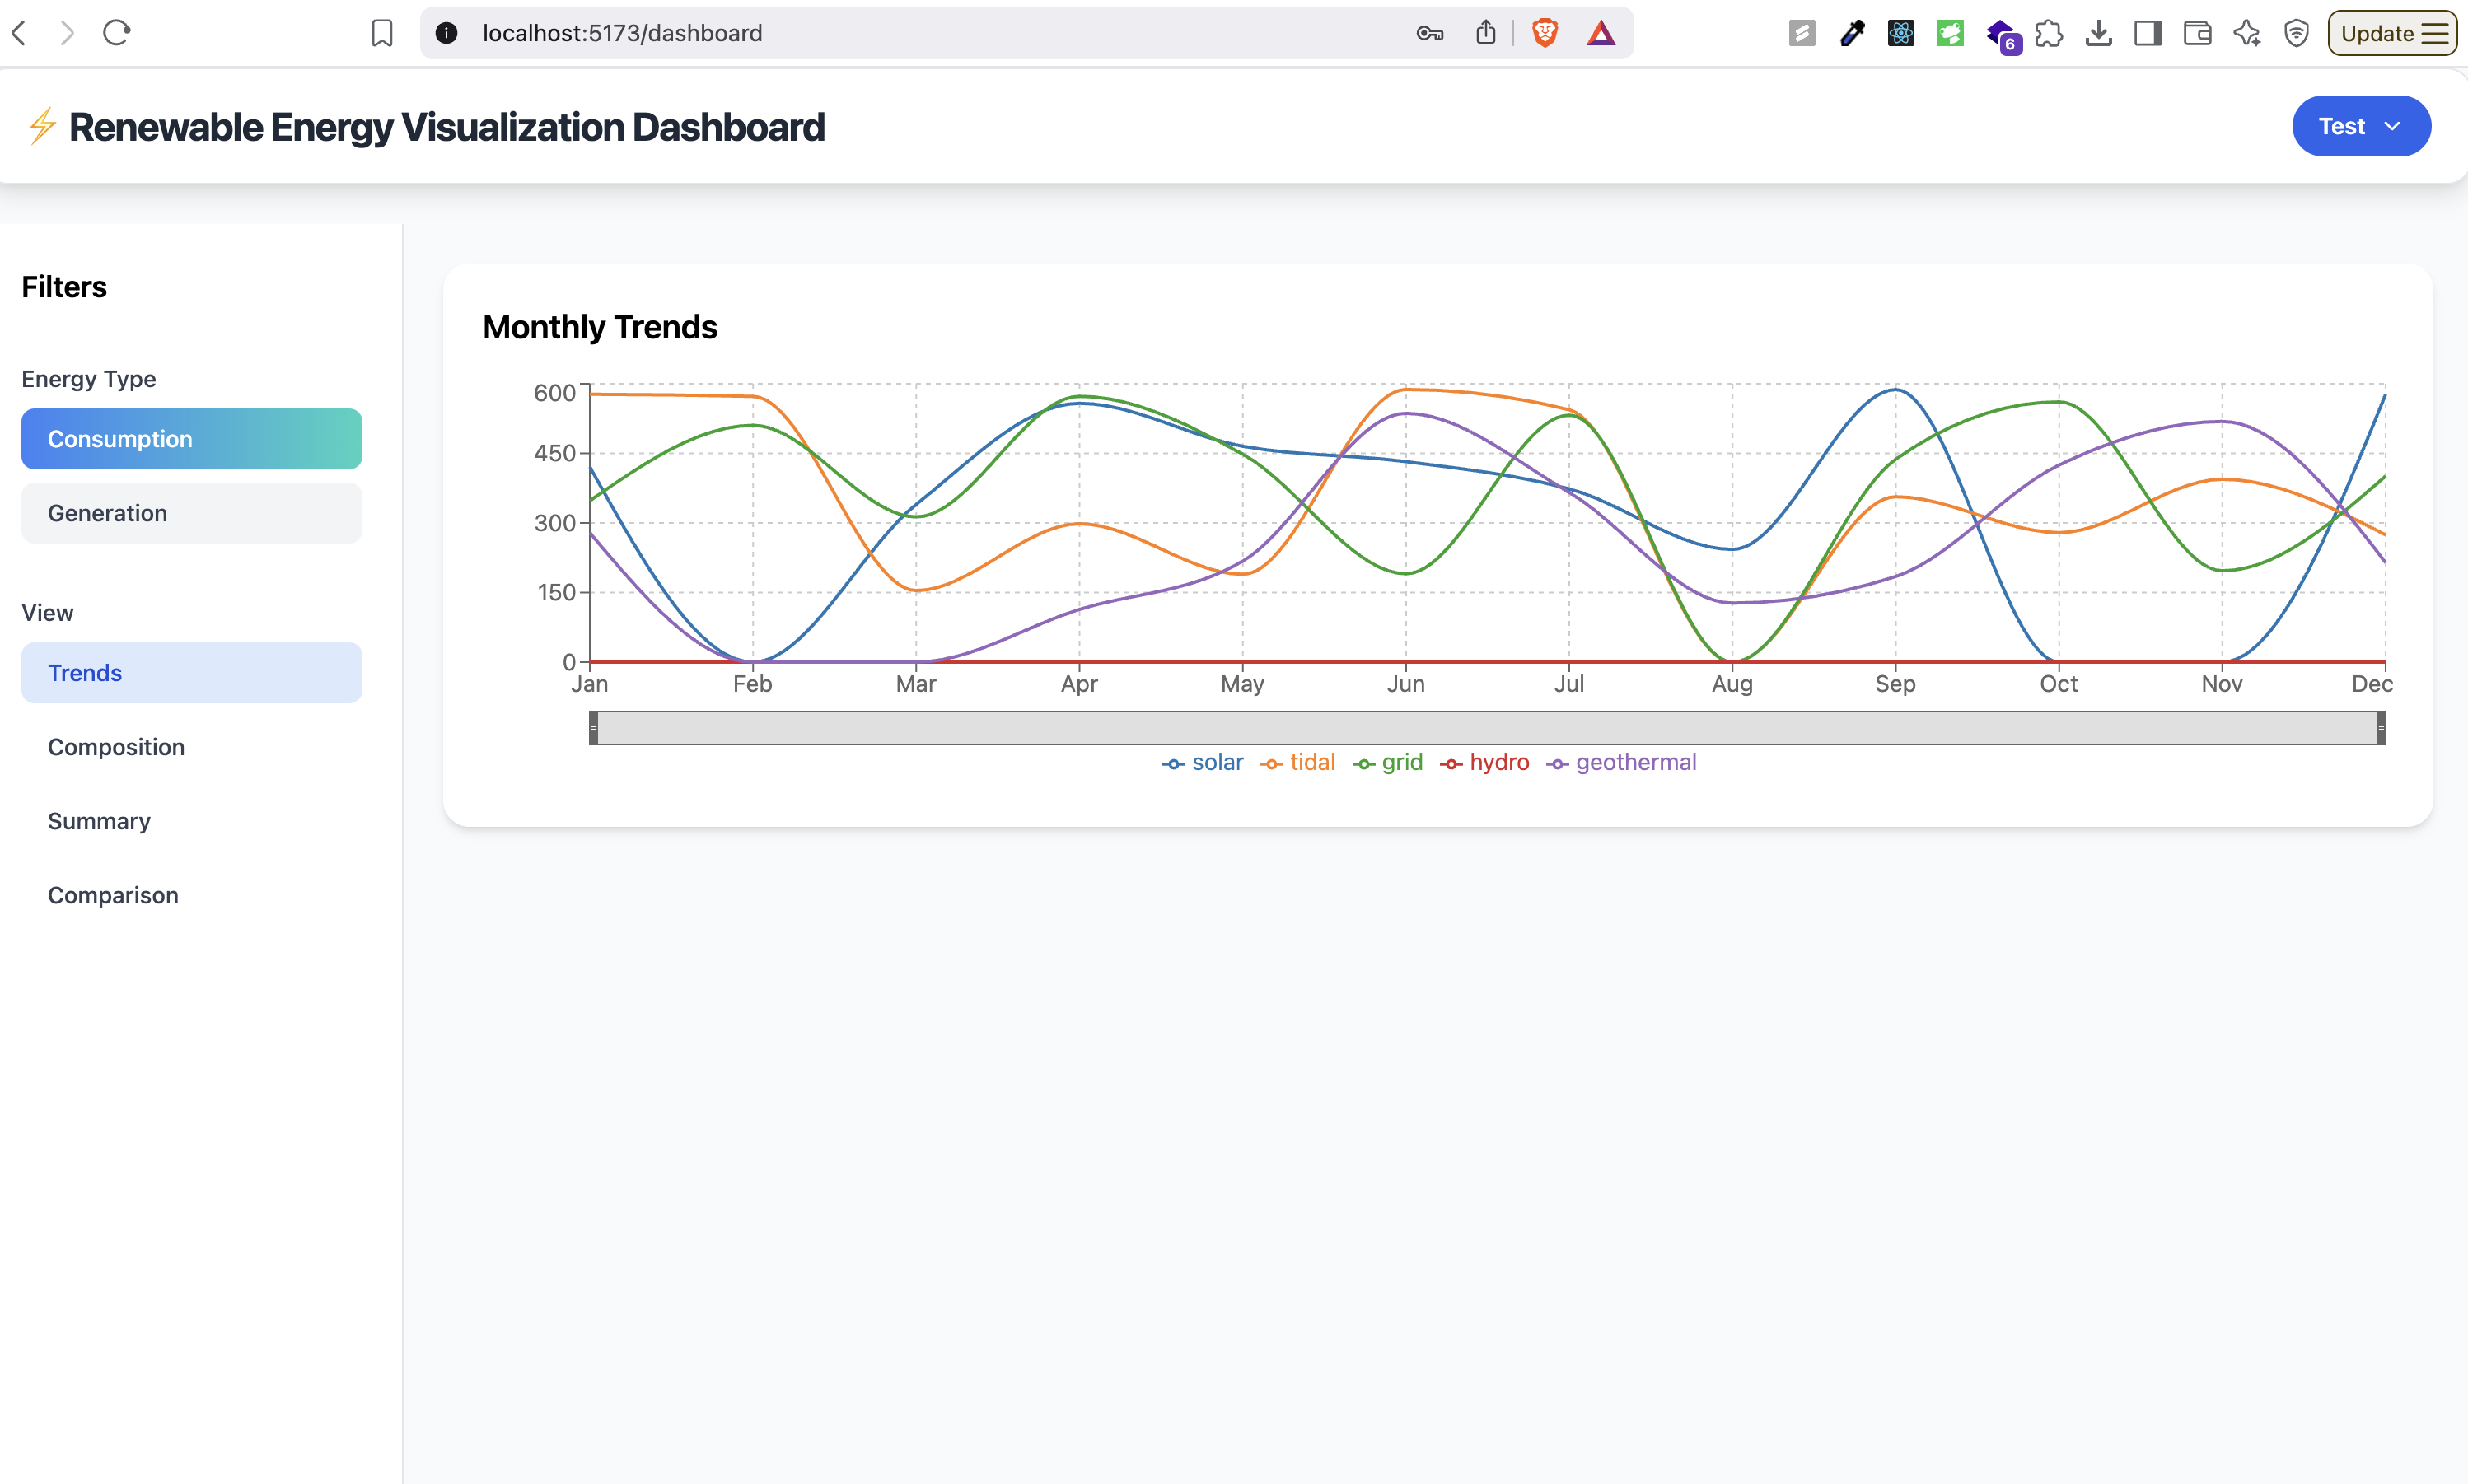 localhost:5173/dashboard
6
Update
⚡ Renewable Energy Visualization Dashboard
Test
Filters
Energy Type
Consumption
Generation
View
Trends
Composition
Summary
Comparison
Monthly Trends
600
450
300
150
0
Jan Feb Mar Apr May Jun Jul Aug Sep Oct Nov Dec
solar tidal grid hydro geothermal